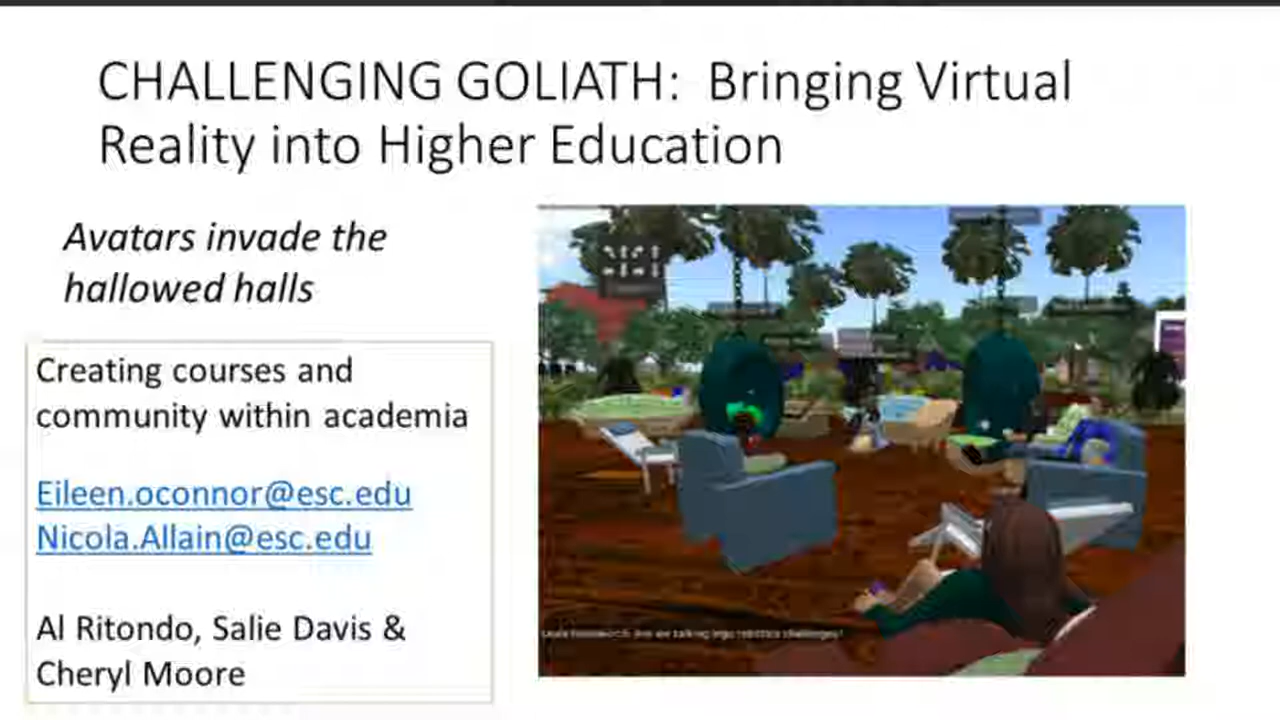 CHALLENGING GOLIATH: Bringing Virtual
Reality into Higher Education
Avatars invade the
hallowed halls
Creating courses and
community within academia
Eileen.oconnor@esc.edu
Nicola.Allain@esc.edu
Al Ritondo, Salie Davis &
Cheryl Moore